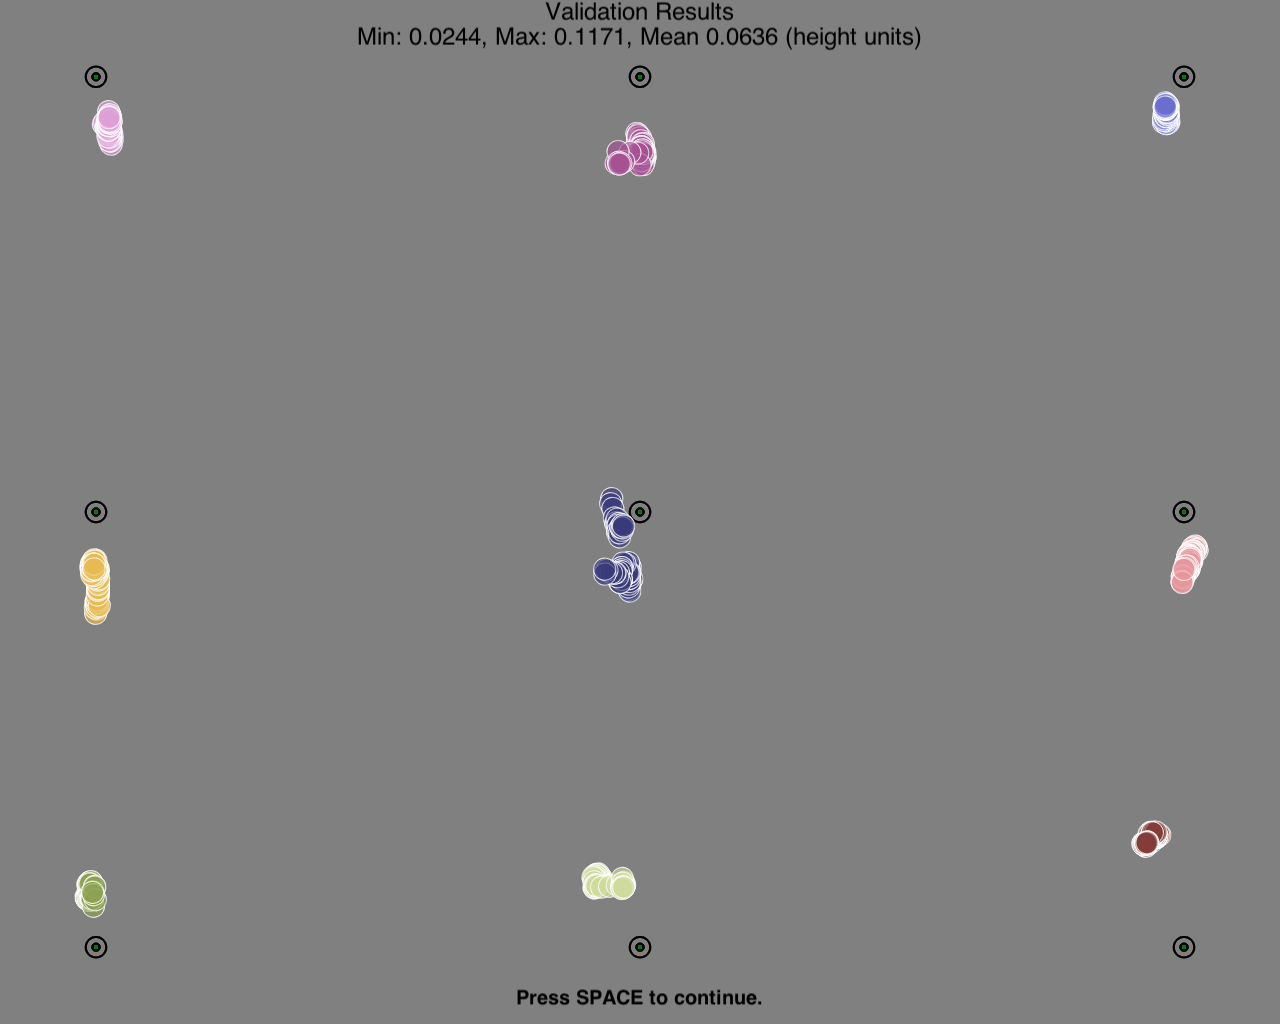 Validation Results
Min: 0.0244, Max: 0.1171, Mean 0.0636 (height units)
Press SPACE to continue.